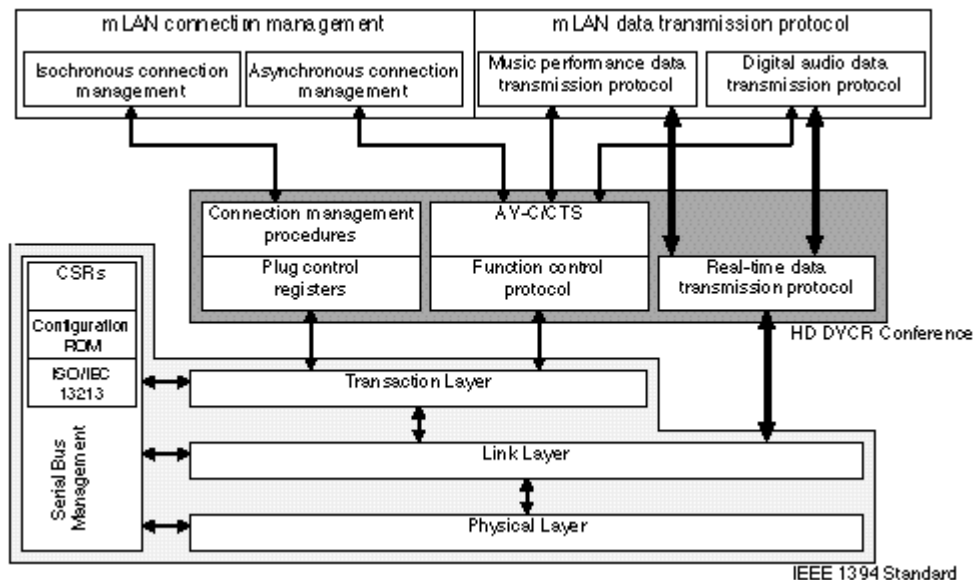 mLAN connection management
mLAN data transmission protocol
Isochronous connection
management
Asynchronous connection
management
Music performance data
transmission protocol
Digital audio data
transmission protocol
Connection management
procedures
Plug control
registers
AV-C/CTS
Function control
protocol
Real-time data
transmission protocol
HD DVCR Conference
CSRs
Configuration
ROM
ISO/IEC
13213
Serial Bus
Management
Transaction Layer
Link Layer
Physical Layer
IEEE 1394 Standard